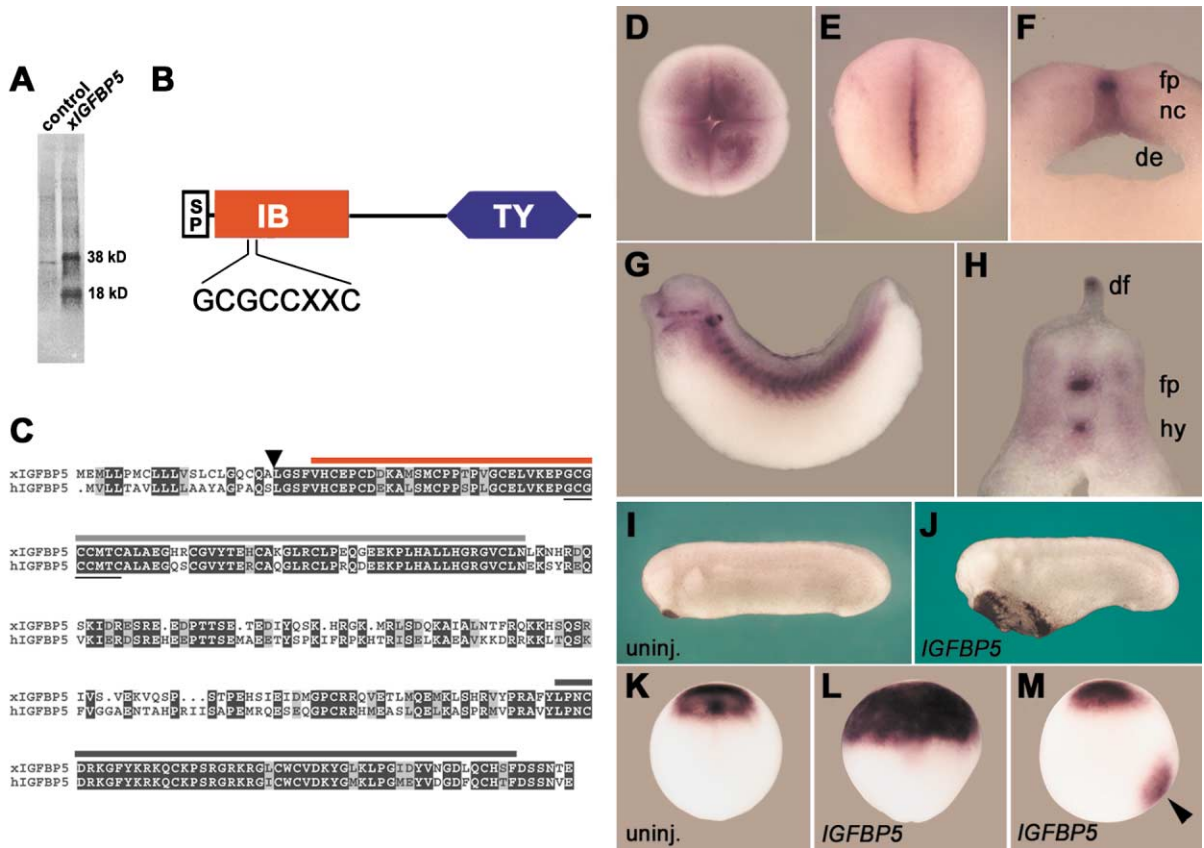 A
control
xIGFBP5
38 kD
18 kD
B
SP
IB
TY
GCGCCXXC
C
xIGFBP5 MEMLLPMCLLLVSLCLGQCQALGSFVHCEPCDDKAMSMCPPTPVGCELVKEPGCG
hIGFBP5 .MVLLTAVLLLLAAYAGPAQSLGSFVHCEPCDEKALSMCPPSPLGCELVKEPGCG
xIGFBP5 CCMTCALAEGHRCGVYTEHCAKGLRCLPEQGEEKPLHALLHGRGVCLNLKNHRDQ
hIGFBP5 CCMTCALAEGQSCGVYTERCAQGLRCLPRQDEEKPLHALLHGRGVCLNEKSYREQ
xIGFBP5 SKIDRESRE.EDPTTSE.TEDIYQSK.HRGK.MRLSDQKAIALNTFRQKKHSQSR
hIGFBP5 VKIERDSREHEEPTTSEMAEETYSPKIFRPKHTRISELKAEAVKKDRRKKLTQSK
xIGFBP5 IVS.VEKVQSP...STPEHSIEIDMGPCRRQVETLMQEMKLSHRVYPRAFYLPNC
hIGFBP5 FVGGAENTAHPRIISAPEMRQESEQGPCRRHMEASLQELKASPRMVPRAVYLPNC
xIGFBP5 DRKGFYKRKQCKPSRGRKRGLCWCVDKYGLKLPGIDYVNGDLQCHSFDSSNTE
hIGFBP5 DRKGFYKRKQCKPSRGRKRGICWCVDKYGMKLPGMEYVDGDFQCHTFDSSNVE
D
E
F
fp
nc
de
G
H
df
fp
hy
I
uninj.
J
IGFBP5
K
uninj.
L
IGFBP5
M
IGFBP5